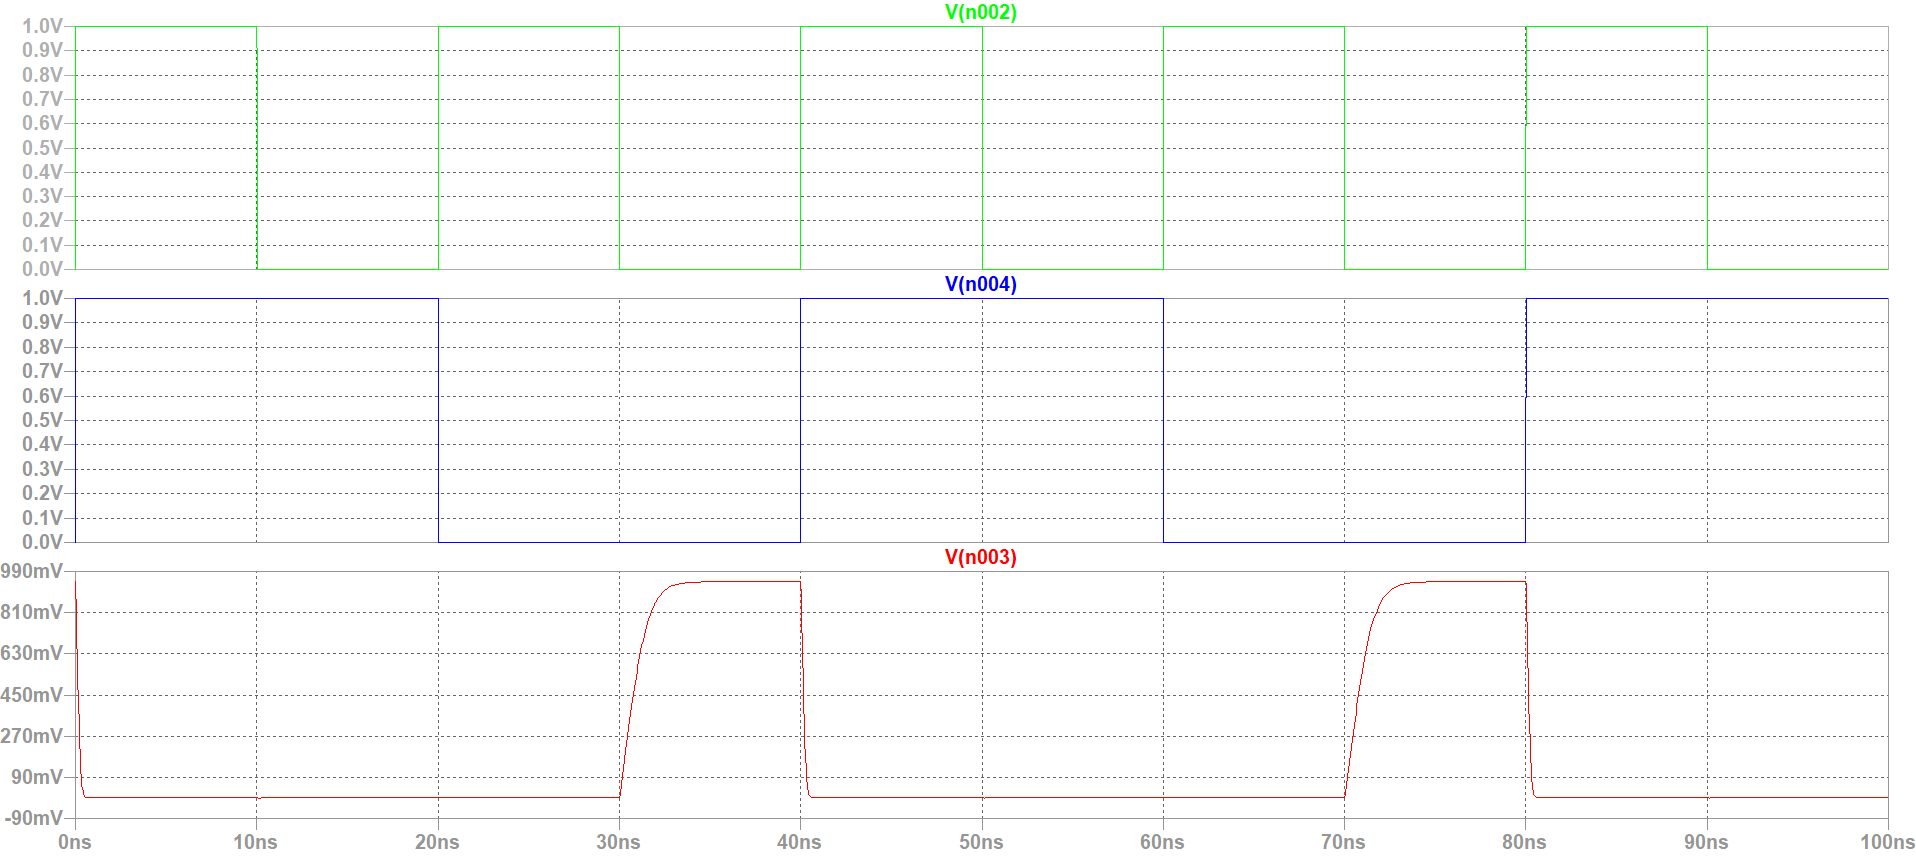 V(n002)
1.0V
0.9V
0.8V
0.7V
0.6V
0.5V
0.4V
0.3V
0.2V
0.1V
0.0V
V(n004)
1.0V
0.9V
0.8V
0.7V
0.6V
0.5V
0.4V
0.3V
0.2V
0.1V
0.0V
V(n003)
990mV
810mV
630mV
450mV
270mV
90mV
-90mV
0ns 10ns 20ns 30ns 40ns 50ns 60ns 70ns 80ns 90ns 100ns